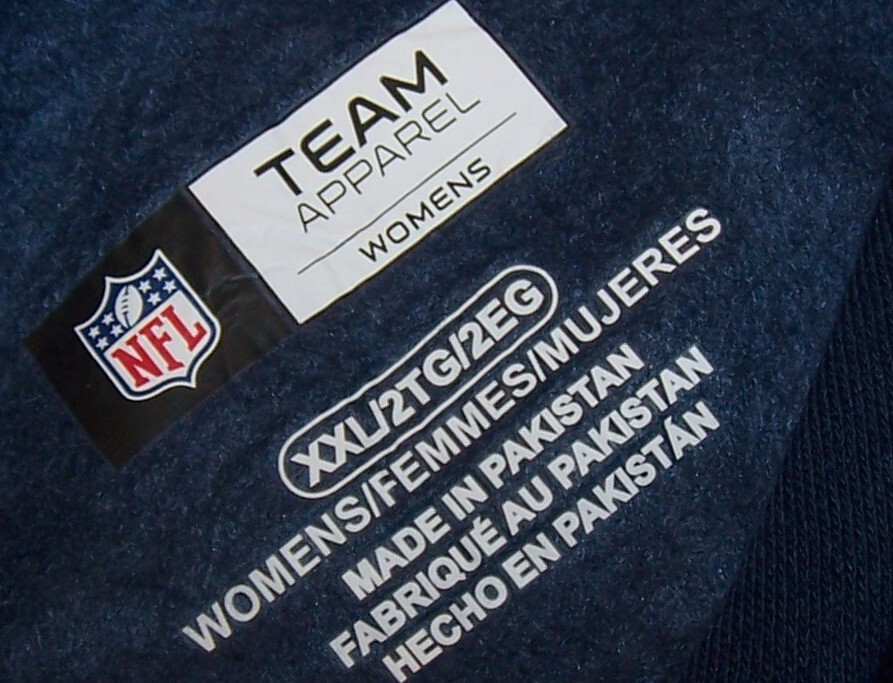 TEAM
APPAREL
WOMENS
NFL
XXL/2TG/2EG
WOMENS/FEMMES/MUJERES
MADE IN PAKISTAN
FABRIQUÉ AU PAKISTAN
HECHO EN PAKISTÁN